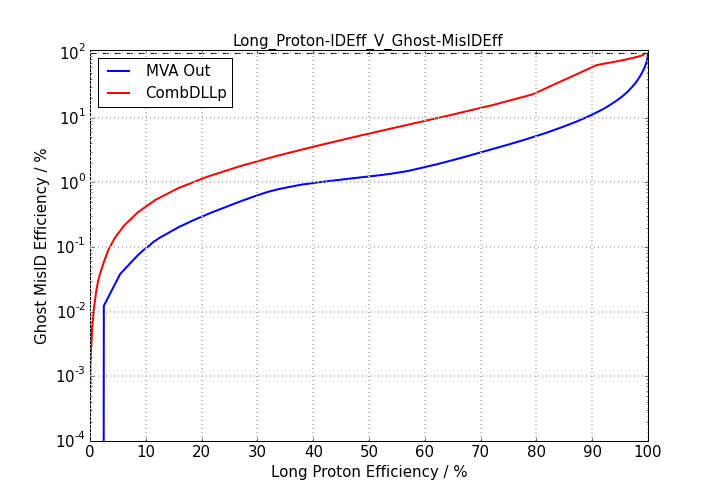 Long_Proton-IDEff_V_Ghost-MisIDEff
MVA Out
CombDLLp
Ghost MisID Efficiency / %
10^2
10^1
10^0
10^-1
10^-2
10^-3
10^-4
0 10 20 30 40 50 60 70 80 90 100
Long Proton Efficiency / %